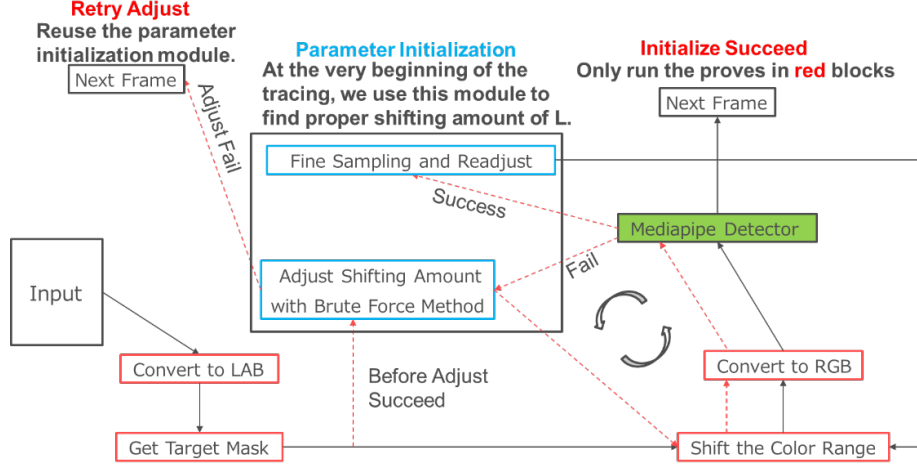 Retry Adjust
Reuse the parameter
initialization module.
Next Frame
Adjust Fail
Parameter Initialization
At the very beginning of the
tracing, we use this module to
find proper shifting amount of L.
Initialize Succeed
Only run the proves in red blocks
Next Frame
Fine Sampling and Readjust
Success
Mediapipe Detector
Fail
Adjust Shifting Amount
with Brute Force Method
Input
Convert to LAB
Before Adjust
Succeed
Convert to RGB
Get Target Mask
Shift the Color Range